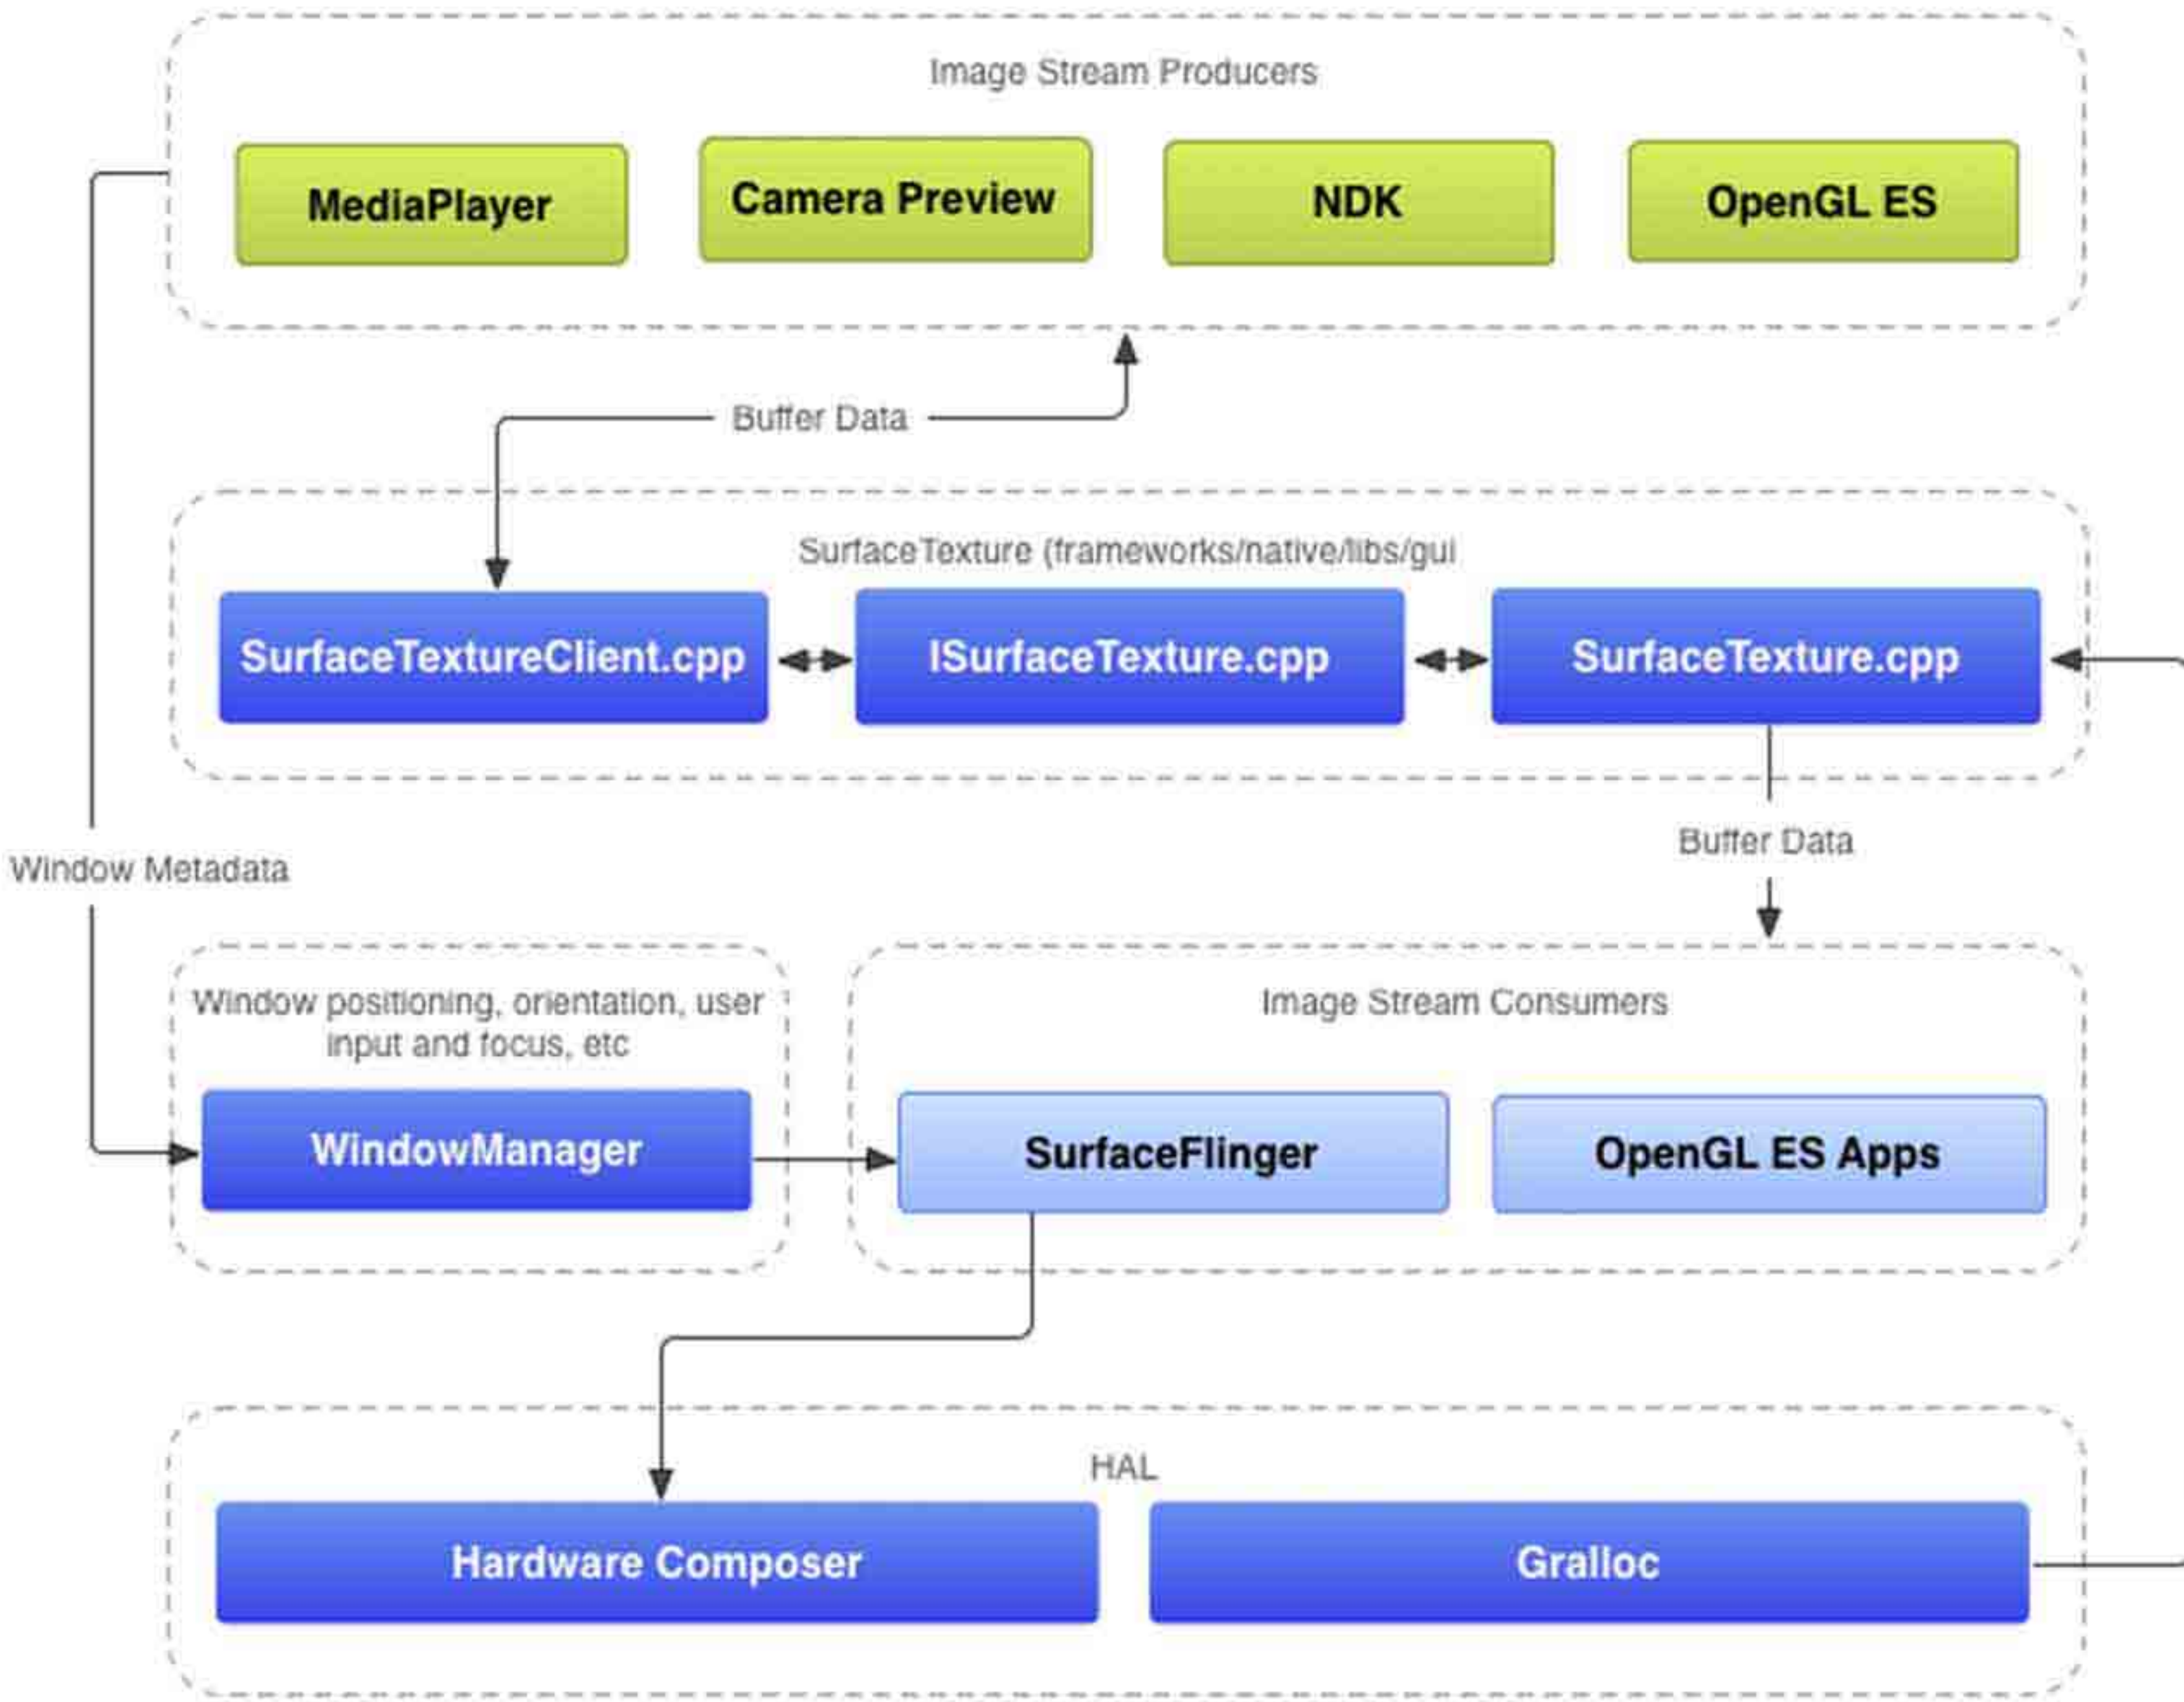 Image Stream Producers
MediaPlayer
Camera Preview
NDK
OpenGL ES
Buffer Data
SurfaceTexture (frameworks/native/libs/gui
SurfaceTextureClient.cpp
ISurfaceTexture.cpp
SurfaceTexture.cpp
Buffer Data
Window Metadata
Window positioning, orientation, user
input and focus, etc
WindowManager
Image Stream Consumers
SurfaceFlinger
OpenGL ES Apps
HAL
Hardware Composer
Gralloc